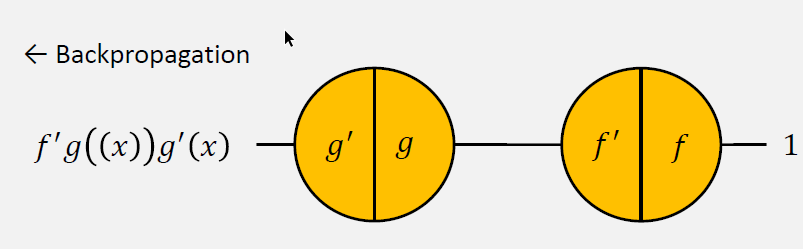 ← Backpropagation
f′g((x))g′(x) g′ g f′ f 1